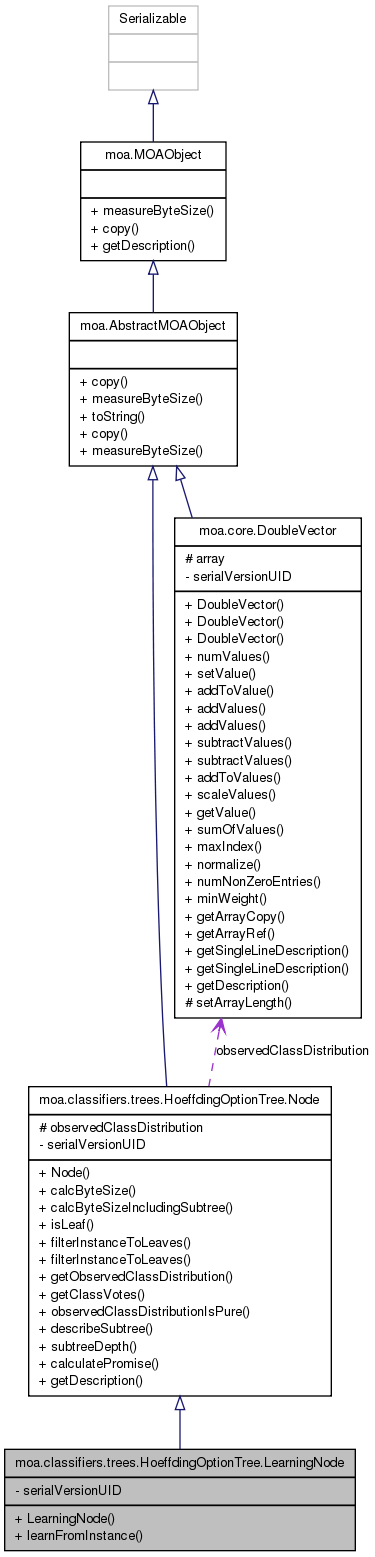 Serializable
moa.MOAObject
+ measureByteSize()
+ copy()
+ getDescription()
moa.AbstractMOAObject
+ copy()
+ measureByteSize()
+ toString()
+ copy()
+ measureByteSize()
moa.core.DoubleVector
# array
- serialVersionUID
+ DoubleVector()
+ DoubleVector()
+ DoubleVector()
+ numValues()
+ setValue()
+ addToValue()
+ addValues()
+ addValues()
+ subtractValues()
+ subtractValues()
+ addToValues()
+ scaleValues()
+ getValue()
+ sumOfValues()
+ maxIndex()
+ normalize()
+ numNonZeroEntries()
+ minWeight()
+ getArrayCopy()
+ getArrayRef()
+ getSingleLineDescription()
+ getSingleLineDescription()
+ getDescription()
# setArrayLength()
observedClassDistribution
moa.classifiers.trees.HoeffdingOptionTree.Node
# observedClassDistribution
- serialVersionUID
+ Node()
+ calcByteSize()
+ calcByteSizeIncludingSubtree()
+ isLeaf()
+ filterInstanceToLeaves()
+ filterInstanceToLeaves()
+ getObservedClassDistribution()
+ getClassVotes()
+ observedClassDistributionIsPure()
+ describeSubtree()
+ subtreeDepth()
+ calculatePromise()
+ getDescription()
moa.classifiers.trees.HoeffdingOptionTree.LearningNode
- serialVersionUID
+ LearningNode()
+ learnFromInstance()